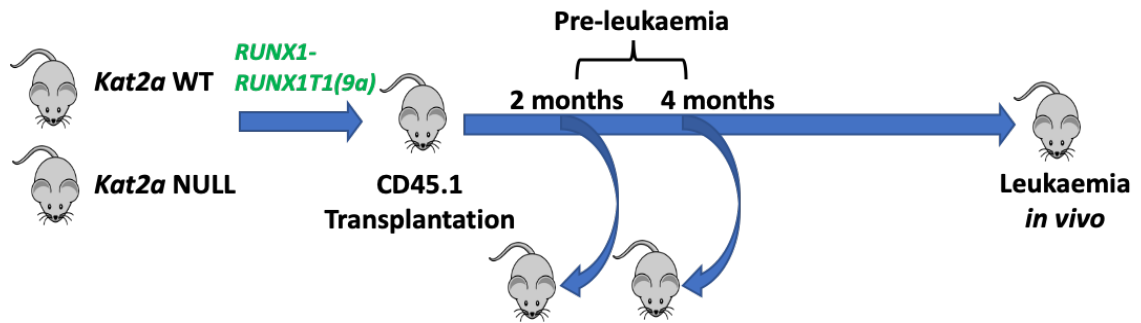 Pre-leukaemia
RUNX1-
RUNX1T1(9a)
Kat2a WT
2 months
4 months
Kat2a NULL
CD45.1
Transplantation
Leukaemia
in vivo